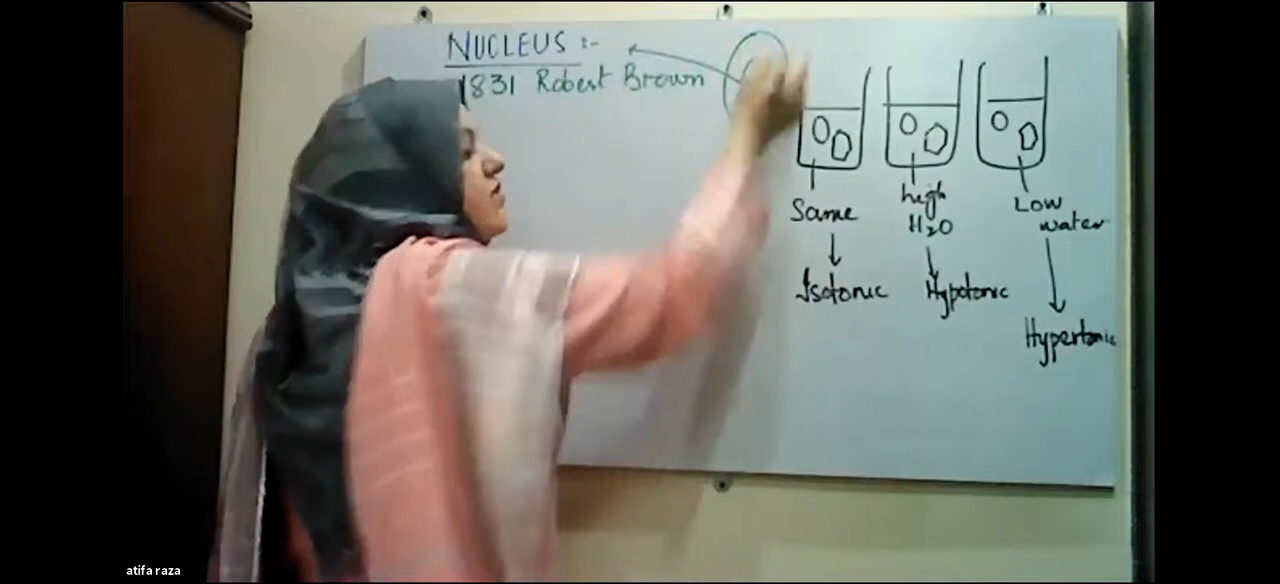 NUCLEUS :-
1831 Robert Brown
Same
Isotonic
high
H₂O
Hypotonic
Low
water
Hypertonic
atifa raza